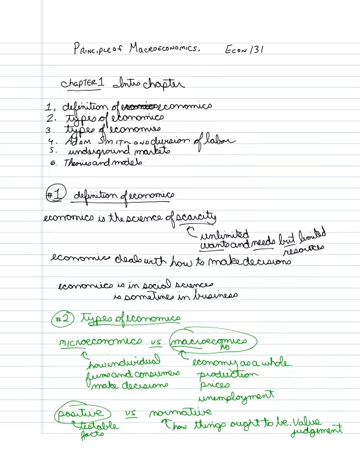 PRINCIPLE OF MACROECONOMICS. ECON 131
CHAPTER 1 Intro chapter
1. definition of economics
2. types of economics
3. types of economies
4. ADAM SMITH AND division of labor
5. underground markets
6. Theories and models
#1 definition of economics
economics is the science of scarcity
unlimited
wants and needs but limited
resources
economics deals with how to make decisions
economics is in social sciences
is sometimes in business
#2 types of economics
MICROeconomics vs macroeconomics
how individual
firms and consumers
make decisions
economy as a whole
production
prices
unemployment
positive vs normative
testable
facts
how things ought to be. Value
judgement